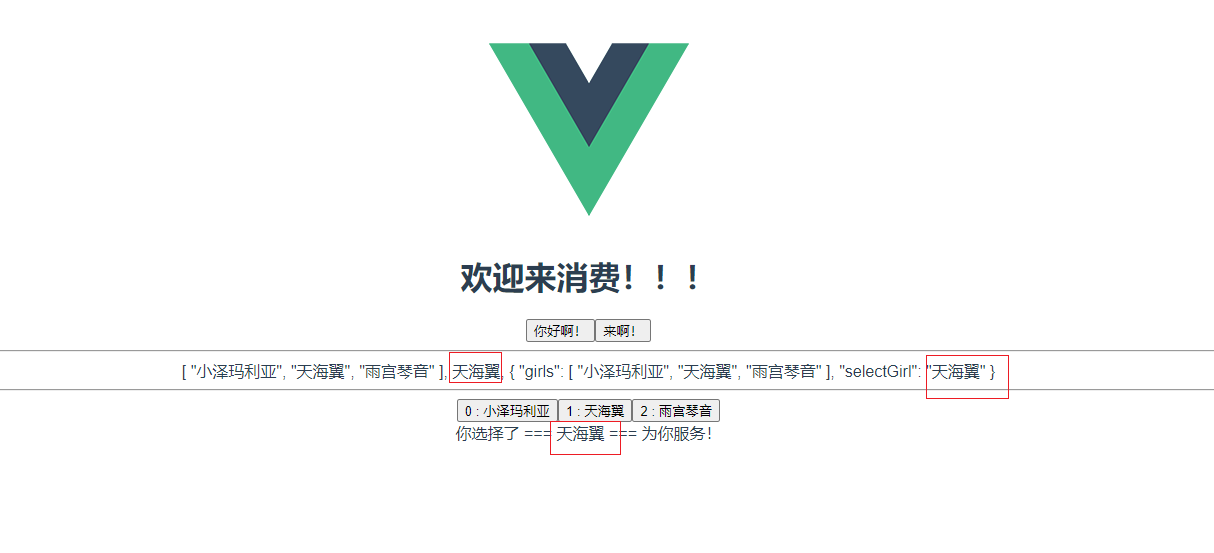 欢迎来消费！！！
你好啊！ 来啊！
[ "小泽玛利亚", "天海翼", "雨宫琴音" ], 天海翼, { "girls": [ "小泽玛利亚", "天海翼", "雨宫琴音" ], "selectGirl": "天海翼" }
0 : 小泽玛利亚 1 : 天海翼 2 : 雨宫琴音
你选择了 === 天海翼 === 为你服务！